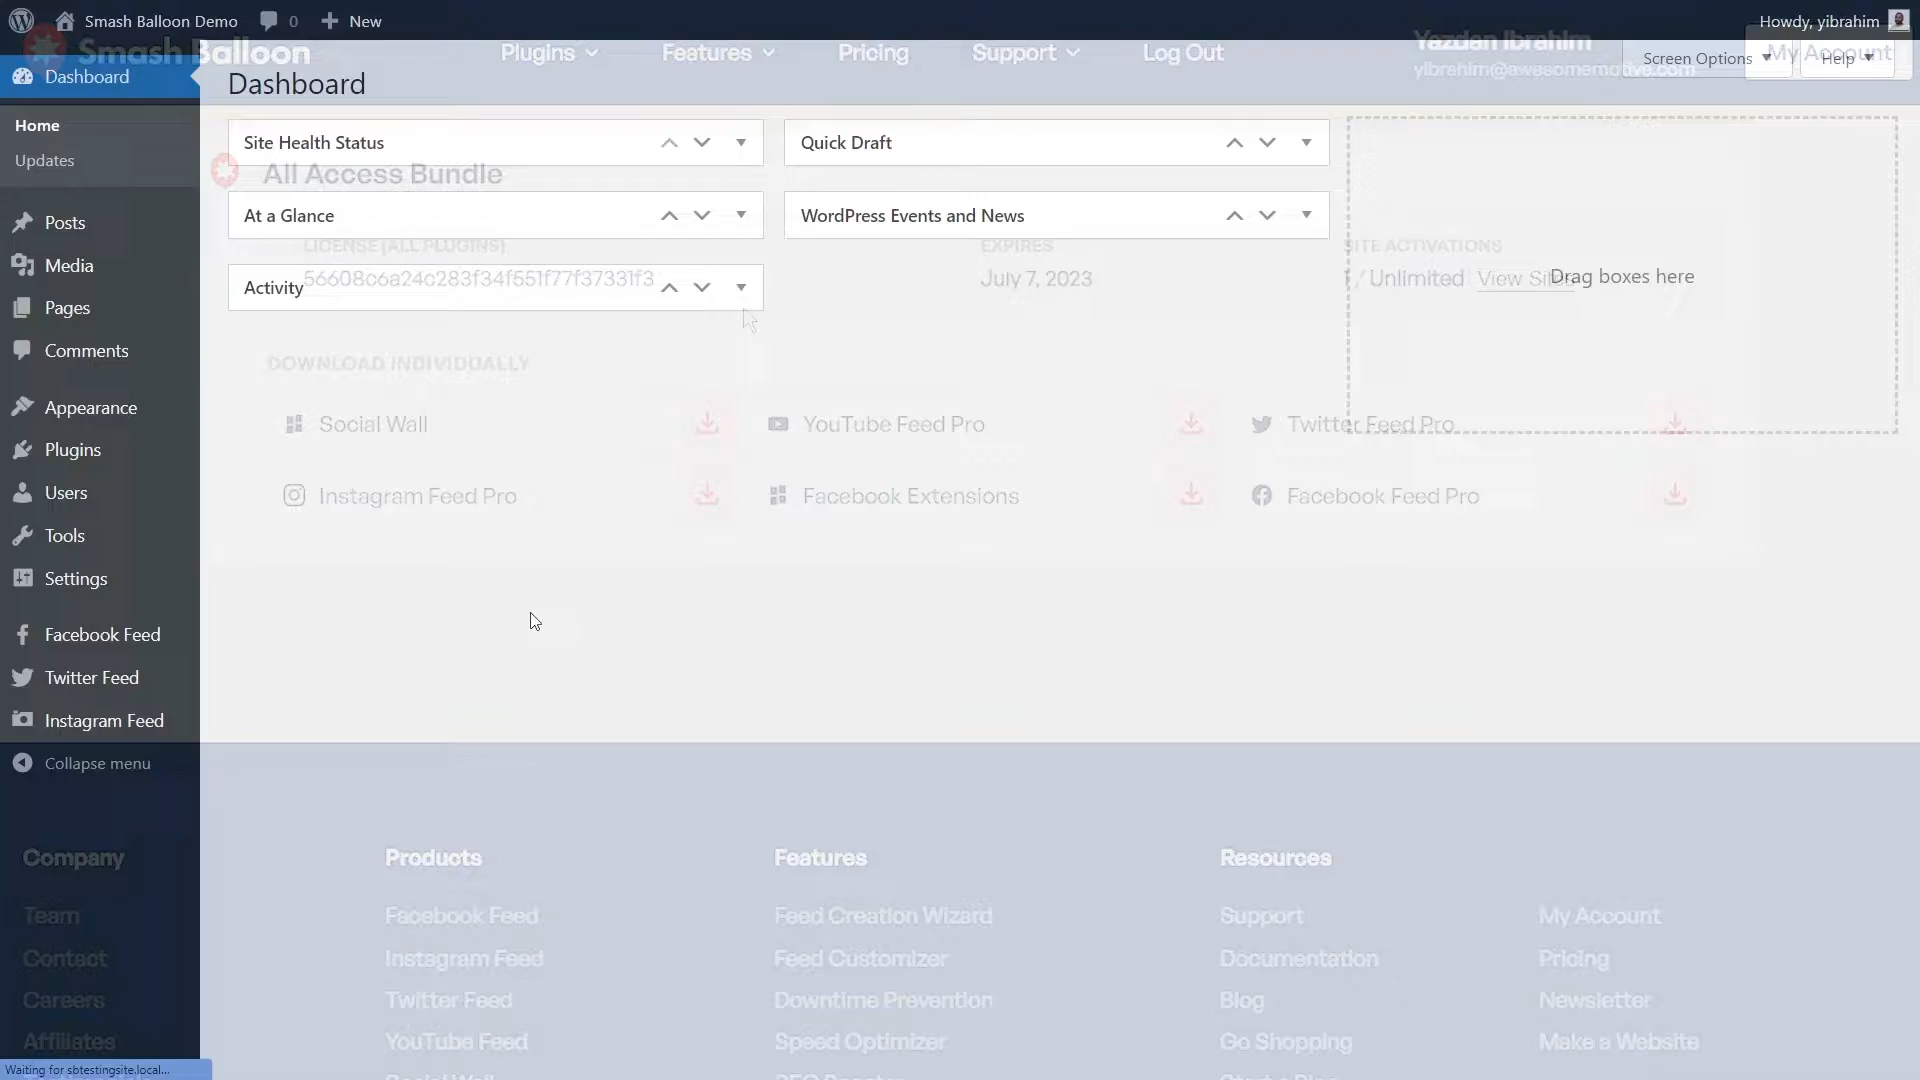 Smash Balloon Demo 0 New Howdy, yibrahim
Smash Balloon Plugins Features Pricing Support Log Out Yazdan Ibrahim My Account
yibrahim@awesomemotive.com Screen Options Help
Dashboard
Dashboard
Home
Updates
Posts
Media
Pages
Comments
Appearance
Plugins
Users
Tools
Settings
Facebook Feed
Twitter Feed
Instagram Feed
Collapse menu
Site Health Status
Quick Draft
All Access Bundle
At a Glance
WordPress Events and News
LICENSE (ALL PLUGINS) EXPIRES SITE ACTIVATIONS
Activity
56608c6a24c283f34f551f77f37331f3 July 7, 2023 1 / Unlimited View Sites
Drag boxes here
DOWNLOAD INDIVIDUALLY
Social Wall YouTube Feed Pro Twitter Feed Pro
Instagram Feed Pro Facebook Extensions Facebook Feed Pro
Company Products Features Resources
Team Facebook Feed Feed Creation Wizard Support My Account
Contact Instagram Feed Feed Customizer Documentation Pricing
Careers Twitter Feed Downtime Prevention Blog Newsletter
Affiliates YouTube Feed Speed Optimizer Go Shopping Make a Website
Waiting for sbtestingsite.local...